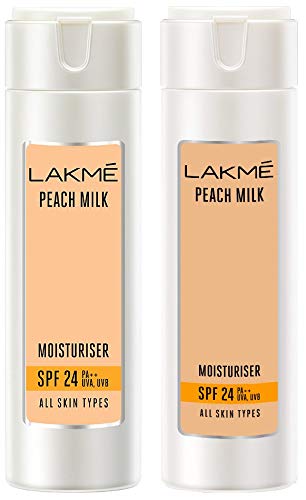 LAKMÉ
PEACH MILK
MOISTURISER
SPF 24 PA++
UVA, UVB
ALL SKIN TYPES
LAKMÉ
PEACH MILK
MOISTURISER
SPF 24 PA++
UVA, UVB
ALL SKIN TYPES